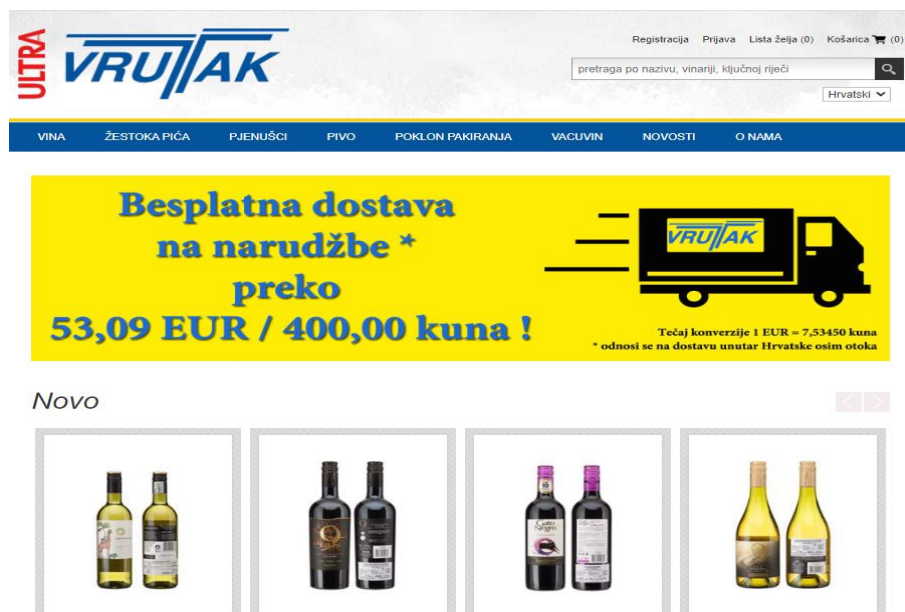 ULTRA
VRUTAK
Registracija Prijava Lista želja (0) Košarica (0)
pretraga po nazivu, vinariji, ključnoj riječi
Hrvatski
VINA ŽESTOKA PIĆA PJENUŠCI PIVO POKLON PAKIRANJA VACUVIN NOVOSTI O NAMA
Besplatna dostava
na narudžbe *
preko
53,09 EUR / 400,00 kuna !
VRUTAK
Tečaj konverzije 1 EUR = 7,53450 kuna
* odnosi se na dostavu unutar Hrvatske osim otoka
Novo
Gato
Negro